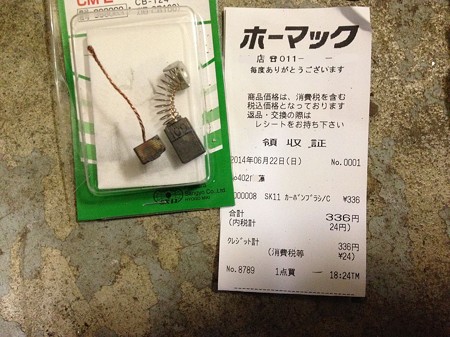 CB-124
Sankyo Co., Ltd
ホーマック
店 ☎011- -
毎度ありがとうございます
商品価格は、消費税を含む
税込価格となっております
返品・交換の際は
レシートをお持ち下さい
領収証
2014年06月22日(日) No.0001
000008 SK11 カーボンブラシ/C ¥336
合計 336円
(内税計 24円)
クレジット計 336円
(消費税等 ¥24)
No.8789 1点買 18:24TM